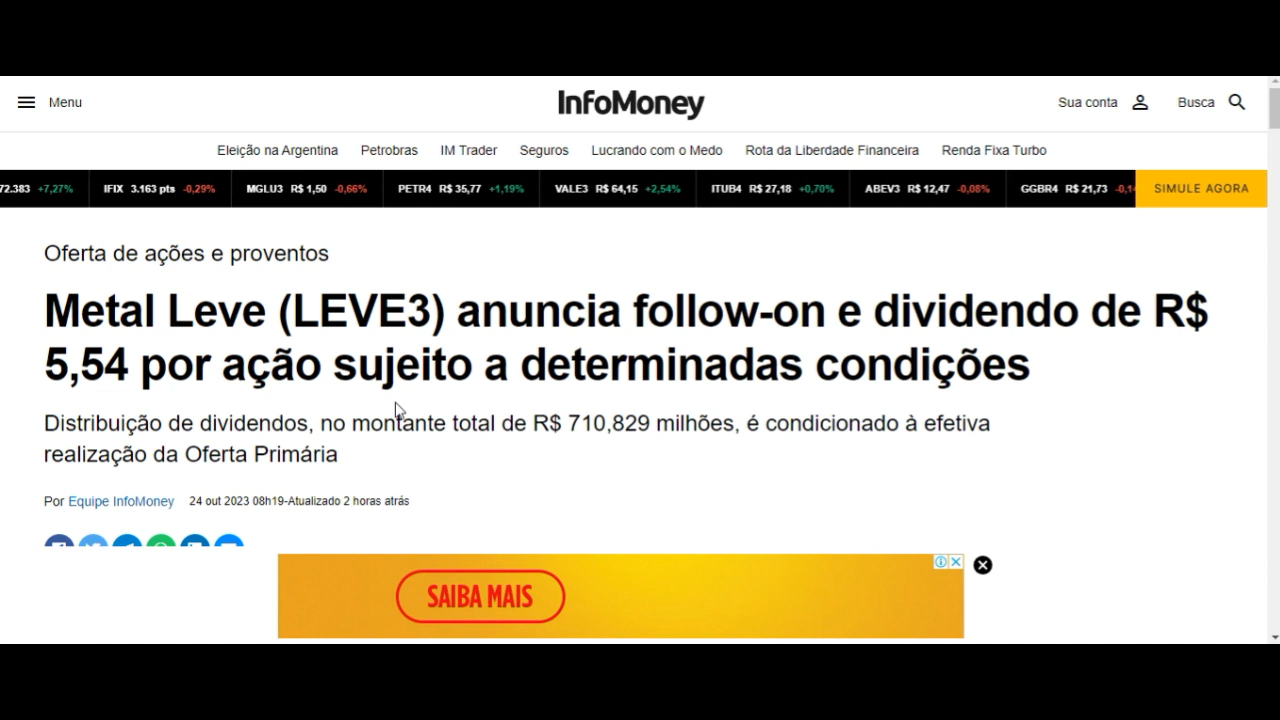 Menu
InfoMoney
Sua conta
Busca
Eleição na Argentina Petrobras IM Trader Seguros Lucrando com o Medo Rota da Liberdade Financeira Renda Fixa Turbo
72.383 +7,27% IFIX 3.163 pts -0,29% MGLU3 R$ 1,50 -0,66% PETR4 R$ 35,77 +1,19% VALE3 R$ 64,15 +2,54% ITUB4 R$ 27,18 +0,70% ABEV3 R$ 12,47 -0,08% GGBR4 R$ 21,73 SIMULE AGORA
Oferta de ações e proventos
Metal Leve (LEVE3) anuncia follow-on e dividendo de R$
5,54 por ação sujeito a determinadas condições
Distribuição de dividendos, no montante total de R$ 710,829 milhões, é condicionado à efetiva
realização da Oferta Primária
Por Equipe InfoMoney 24 out 2023 08h19-Atualizado 2 horas atrás
SAIBA MAIS